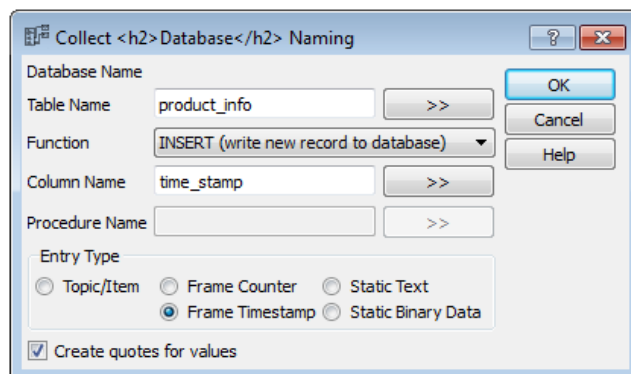 Collect <h2>Database</h2> Naming
Database Name
OK
Table Name product_info >>
Cancel
Function INSERT (write new record to database)
Help
Column Name time_stamp >>
Procedure Name >>
Entry Type
Topic/Item Frame Counter Static Text
Frame Timestamp Static Binary Data
Create quotes for values